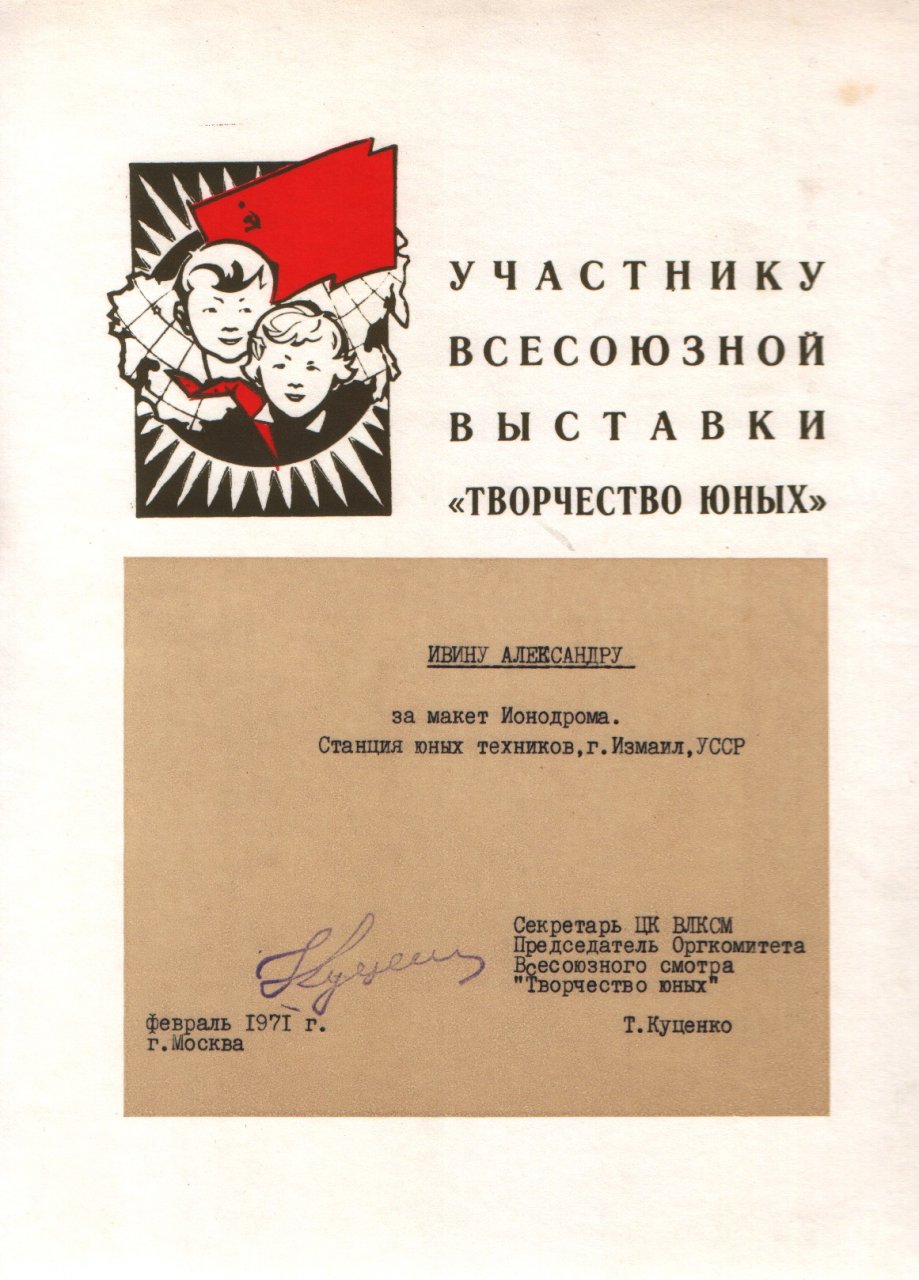 УЧАСТНИКУ
ВСЕСОЮЗНОЙ
ВЫСТАВКИ
«ТВОРЧЕСТВО ЮНЫХ»
ИВИНУ АЛЕКСАНДРУ
за макет Ионодрома.
Станция юных техников,г.Измаил,УССР
Секретарь ЦК ВЛКСМ
Председатель Оргкомитета
Всесоюзного смотра
"Творчество юных"
февраль 1971 г.
Т.Куценко
г.Москва